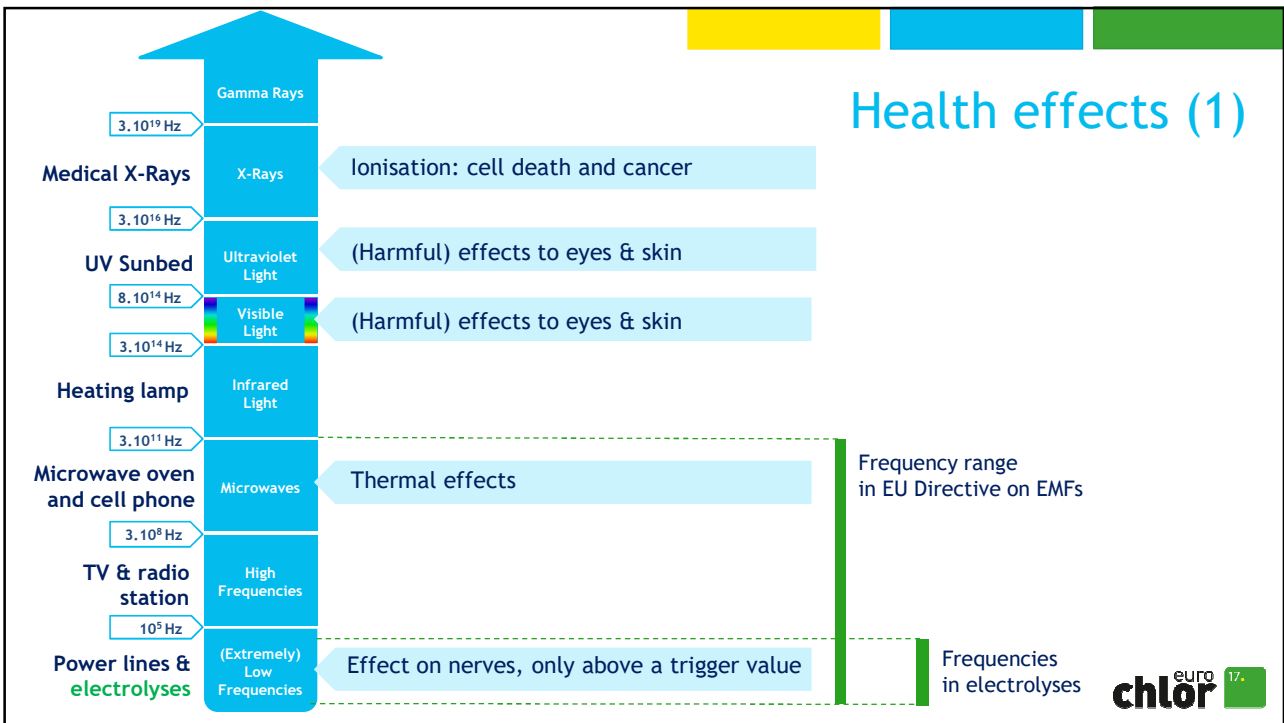 Health effects (1)
Gamma Rays
3.10¹⁹ Hz
Medical X-Rays
X-Rays
Ionisation: cell death and cancer
3.10¹⁶ Hz
UV Sunbed
Ultraviolet
Light
(Harmful) effects to eyes & skin
8.10¹⁴ Hz
Visible
Light
(Harmful) effects to eyes & skin
3.10¹⁴ Hz
Heating lamp
Infrared
Light
3.10¹¹ Hz
Microwave oven
and cell phone
Microwaves
Thermal effects
Frequency range
in EU Directive on EMFs
3.10⁸ Hz
TV & radio
station
High
Frequencies
10⁵ Hz
Power lines &
electrolyses
(Extremely)
Low
Frequencies
Effect on nerves, only above a trigger value
Frequencies
in electrolyses
euro
chlor
17.